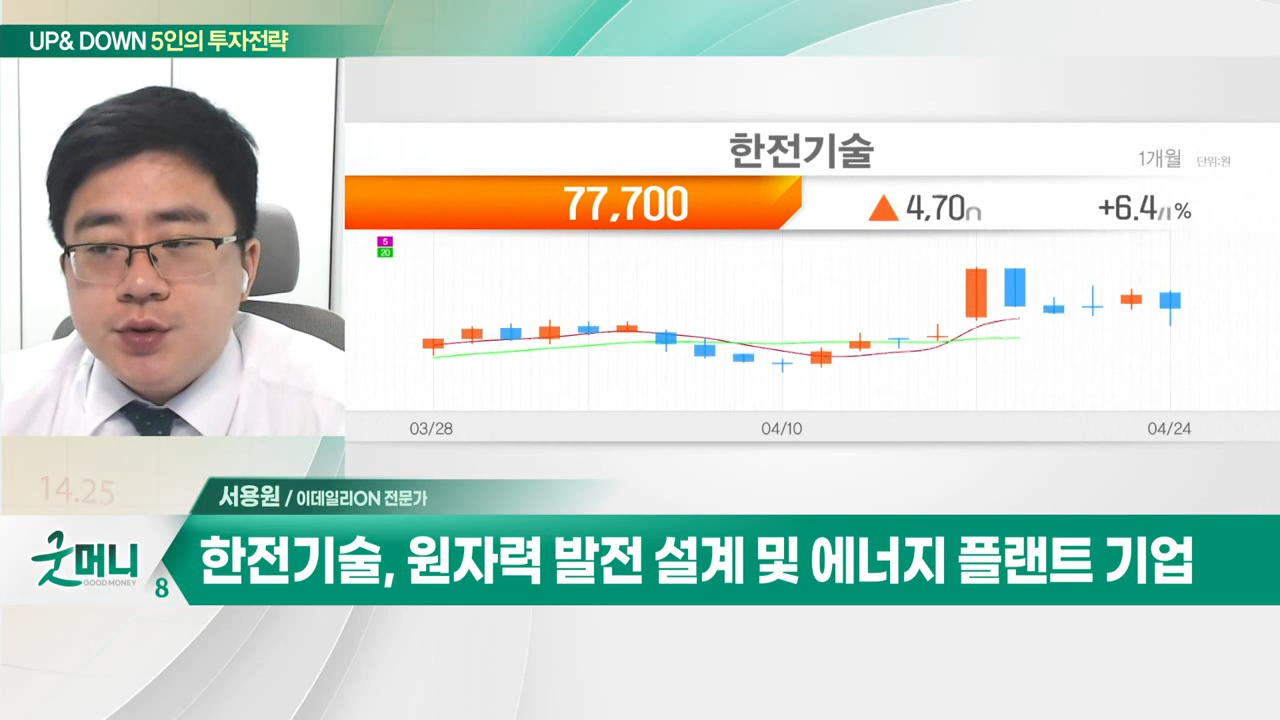 UP& DOWN 5인의 투자전략
한전기술
1개월 단위:원
77,700
▲ 4,70
+6.4 %
5
20
03/28 04/10 04/24
14.25
서용원 / 이데일리ON 전문가
굿머니
GOOD MONEY
8
한전기술, 원자력 발전 설계 및 에너지 플랜트 기업